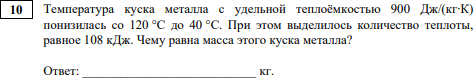 10
Температура куска металла с удельной теплоёмкостью 900 Дж/(кг·К)
понизилась со 120 °С до 40 °С. При этом выделилось количество теплоты,
равное 108 кДж. Чему равна масса этого куска металла?
Ответ: ___________________________ кг.